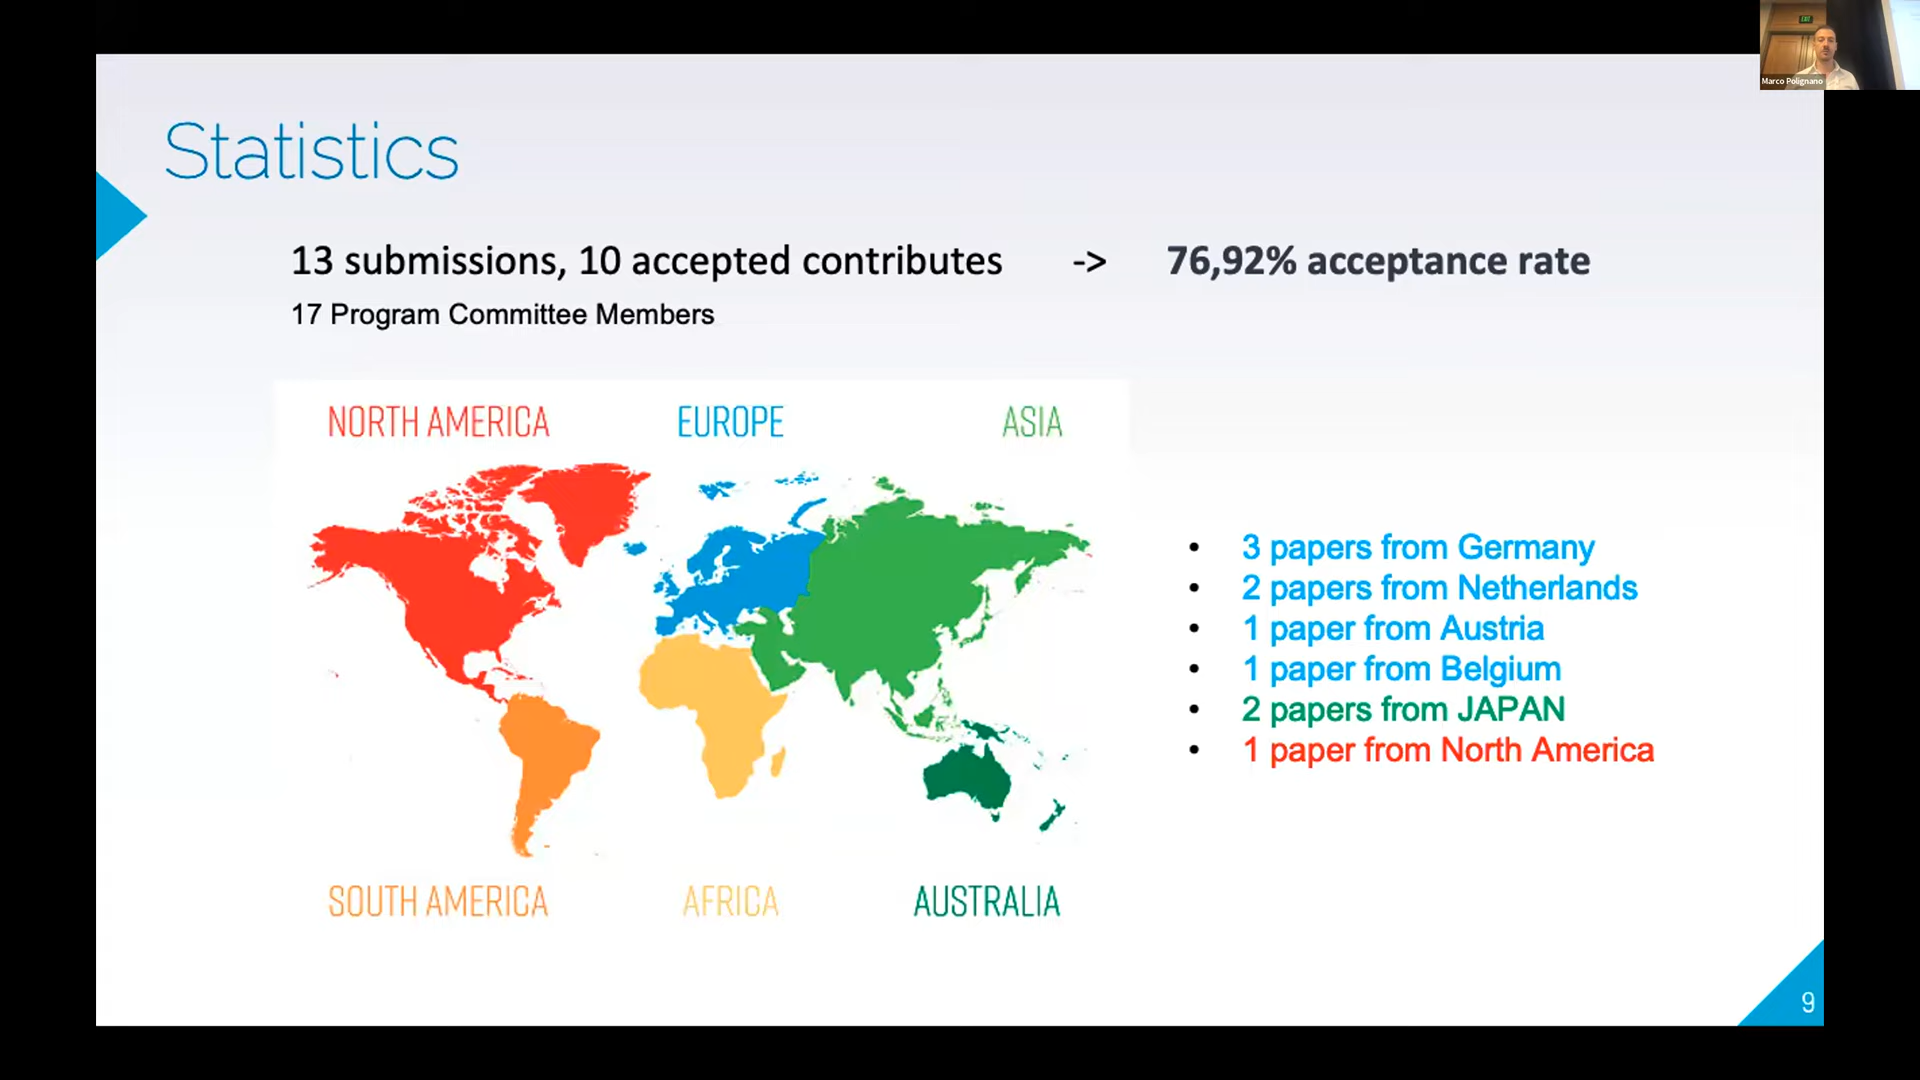 EXIT
Marco Polignano
Statistics
13 submissions, 10 accepted contributes -> 76,92% acceptance rate
17 Program Committee Members
NORTH AMERICA EUROPE ASIA
• 3 papers from Germany
• 2 papers from Netherlands
• 1 paper from Austria
• 1 paper from Belgium
• 2 papers from JAPAN
• 1 paper from North America
SOUTH AMERICA AFRICA AUSTRALIA
9